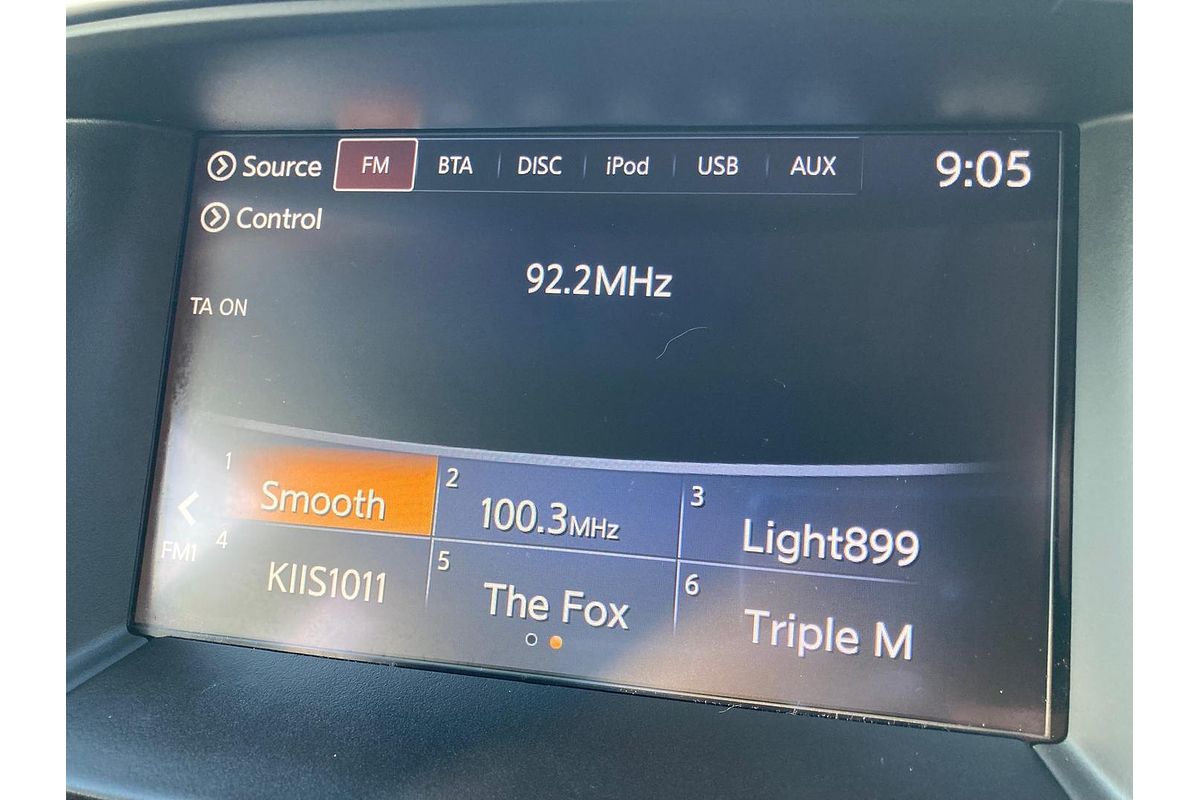 Source FM BTA DISC iPod USB AUX 9:05
Control
92.2MHz
TA ON
1 Smooth 2 100.3MHz 3 Light899
FM1
4 KIIS1011 5 The Fox 6 Triple M